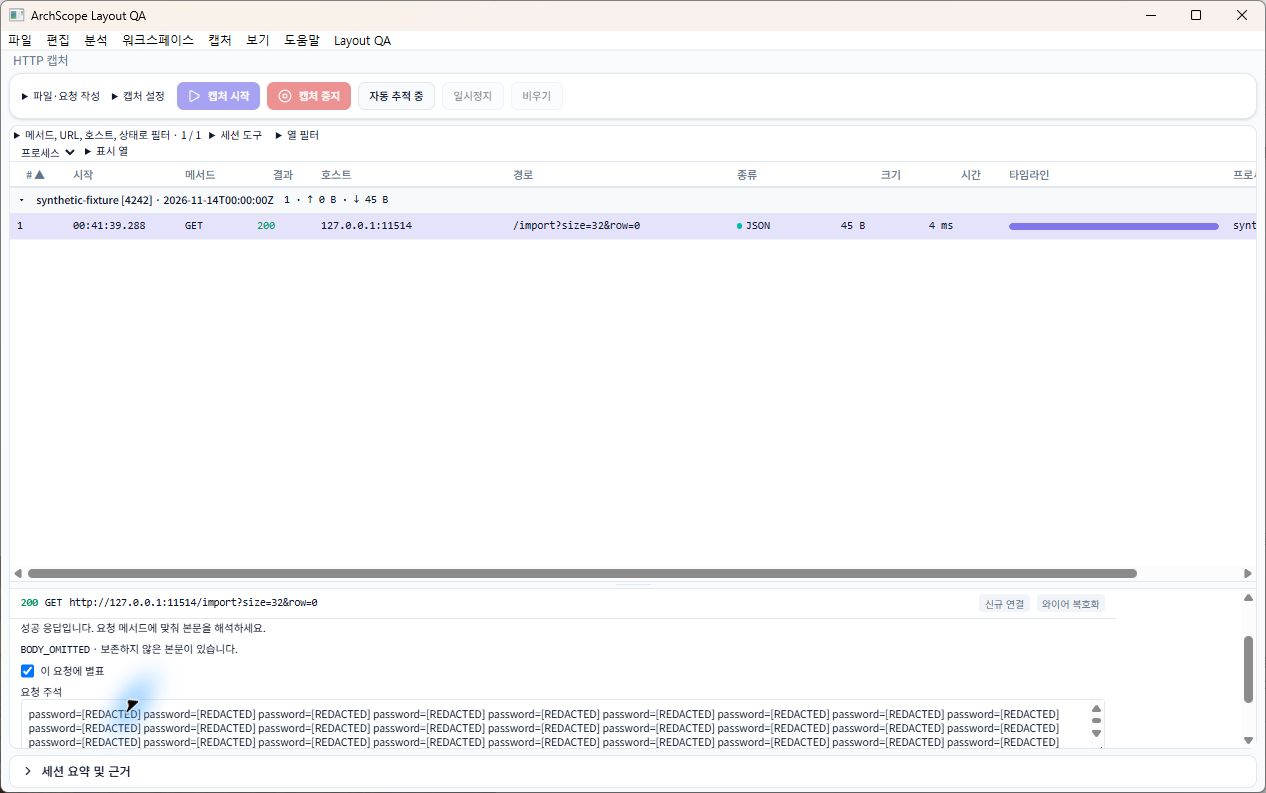 ArchScope Layout QA
파일 편집 분석 워크스페이스 캡처 보기 도움말 Layout QA
HTTP 캡처
▶ 파일·요청 작성 ▶ 캡처 설정 캡처 시작 캡처 중지 자동 추적 중 일시정지 비우기
▶ 메서드, URL, 호스트, 상태로 필터 · 1 / 1 ▶ 세션 도구 ▶ 열 필터
프로세스 ▶ 표시 열
# ▲ 시작 메서드 결과 호스트 경로 종류 크기 시간 타임라인 프로
synthetic-fixture [4242] · 2026-11-14T00:00:00Z 1 · ↑ 0 B · ↓ 45 B
1 00:41:39.288 GET 200 127.0.0.1:11514 /import?size=32&row=0 JSON 45 B 4 ms synt
200 GET http://127.0.0.1:11514/import?size=32&row=0 신규 연결 와이어 복호화
성공 응답입니다. 요청 메서드에 맞춰 본문을 해석하세요.
BODY_OMITTED · 보존하지 않은 본문이 있습니다.
이 요청에 별표
요청 주석
password=[REDACTED] password=[REDACTED] password=[REDACTED] password=[REDACTED] password=[REDACTED] password=[REDACTED] password=[REDACTED] password=[REDACTED] password=[REDACTED]
password=[REDACTED] password=[REDACTED] password=[REDACTED] password=[REDACTED] password=[REDACTED] password=[REDACTED] password=[REDACTED] password=[REDACTED] password=[REDACTED]
password=[REDACTED] password=[REDACTED] password=[REDACTED] password=[REDACTED] password=[REDACTED] password=[REDACTED] password=[REDACTED] password=[REDACTED] password=[REDACTED]
세션 요약 및 근거